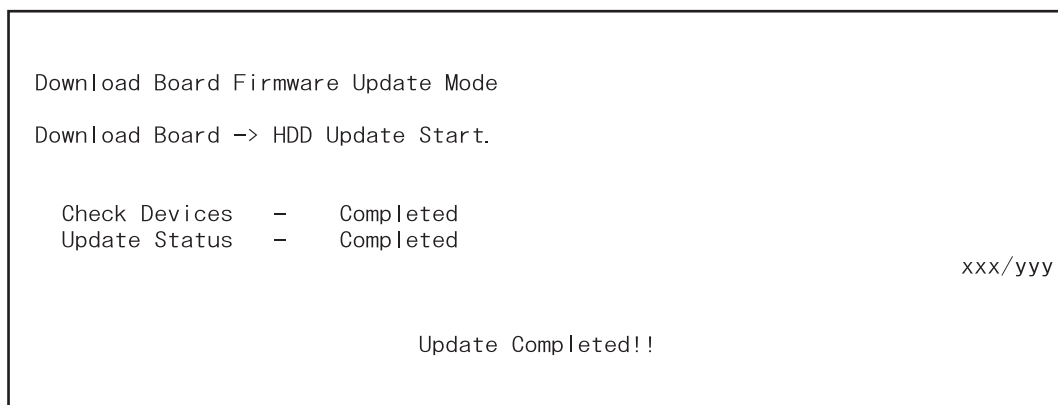 Download Board Firmware Update Mode
Download Board -> HDD Update Start.
Check Devices - Completed
Update Status - Completed
xxx/yyy
Update Completed!!